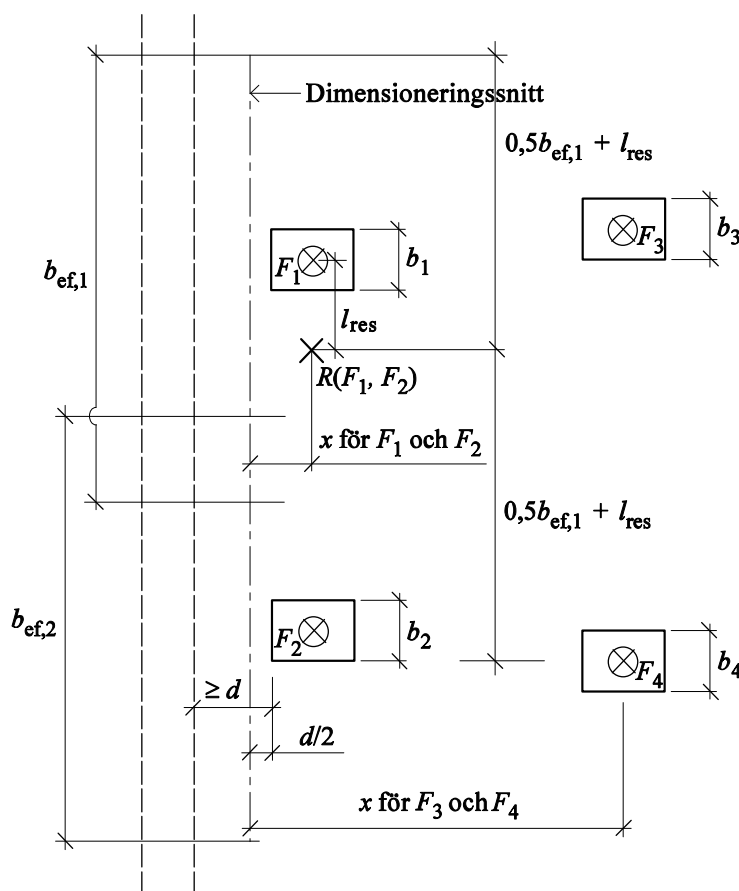 Dimensioneringssnitt
0,5b_ef,1 + l_res
F_3
b_3
b_ef,1
F_1
b_1
l_res
R(F_1, F_2)
x för F_1 och F_2
0,5b_ef,1 + l_res
b_ef,2
F_2
b_2
F_4
b_4
≥ d
d/2
x för F_3 och F_4